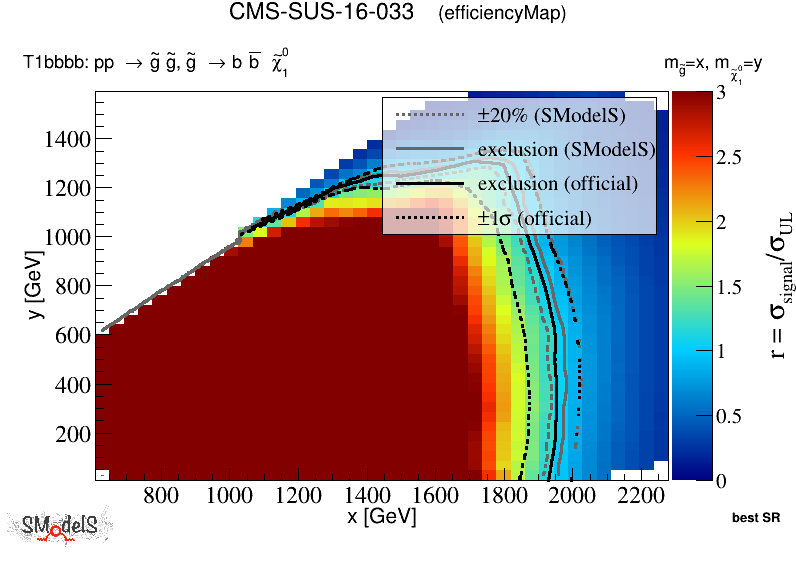 CMS-SUS-16-033 (efficiencyMap)
T1bbbb: pp → g̃ g̃, g̃ → b b̅ χ̃₁⁰
m_g̃=x, m_χ̃₁⁰=y
±20% (SModelS)
exclusion (SModelS)
exclusion (official)
±1σ (official)
1400
1200
1000
800
600
400
200
y [GeV]
800 1000 1200 1400 1600 1800 2000 2200
x [GeV]
3
2.5
2
1.5
1
0.5
0
r = σ_signal/σ_UL
SModelS
best SR